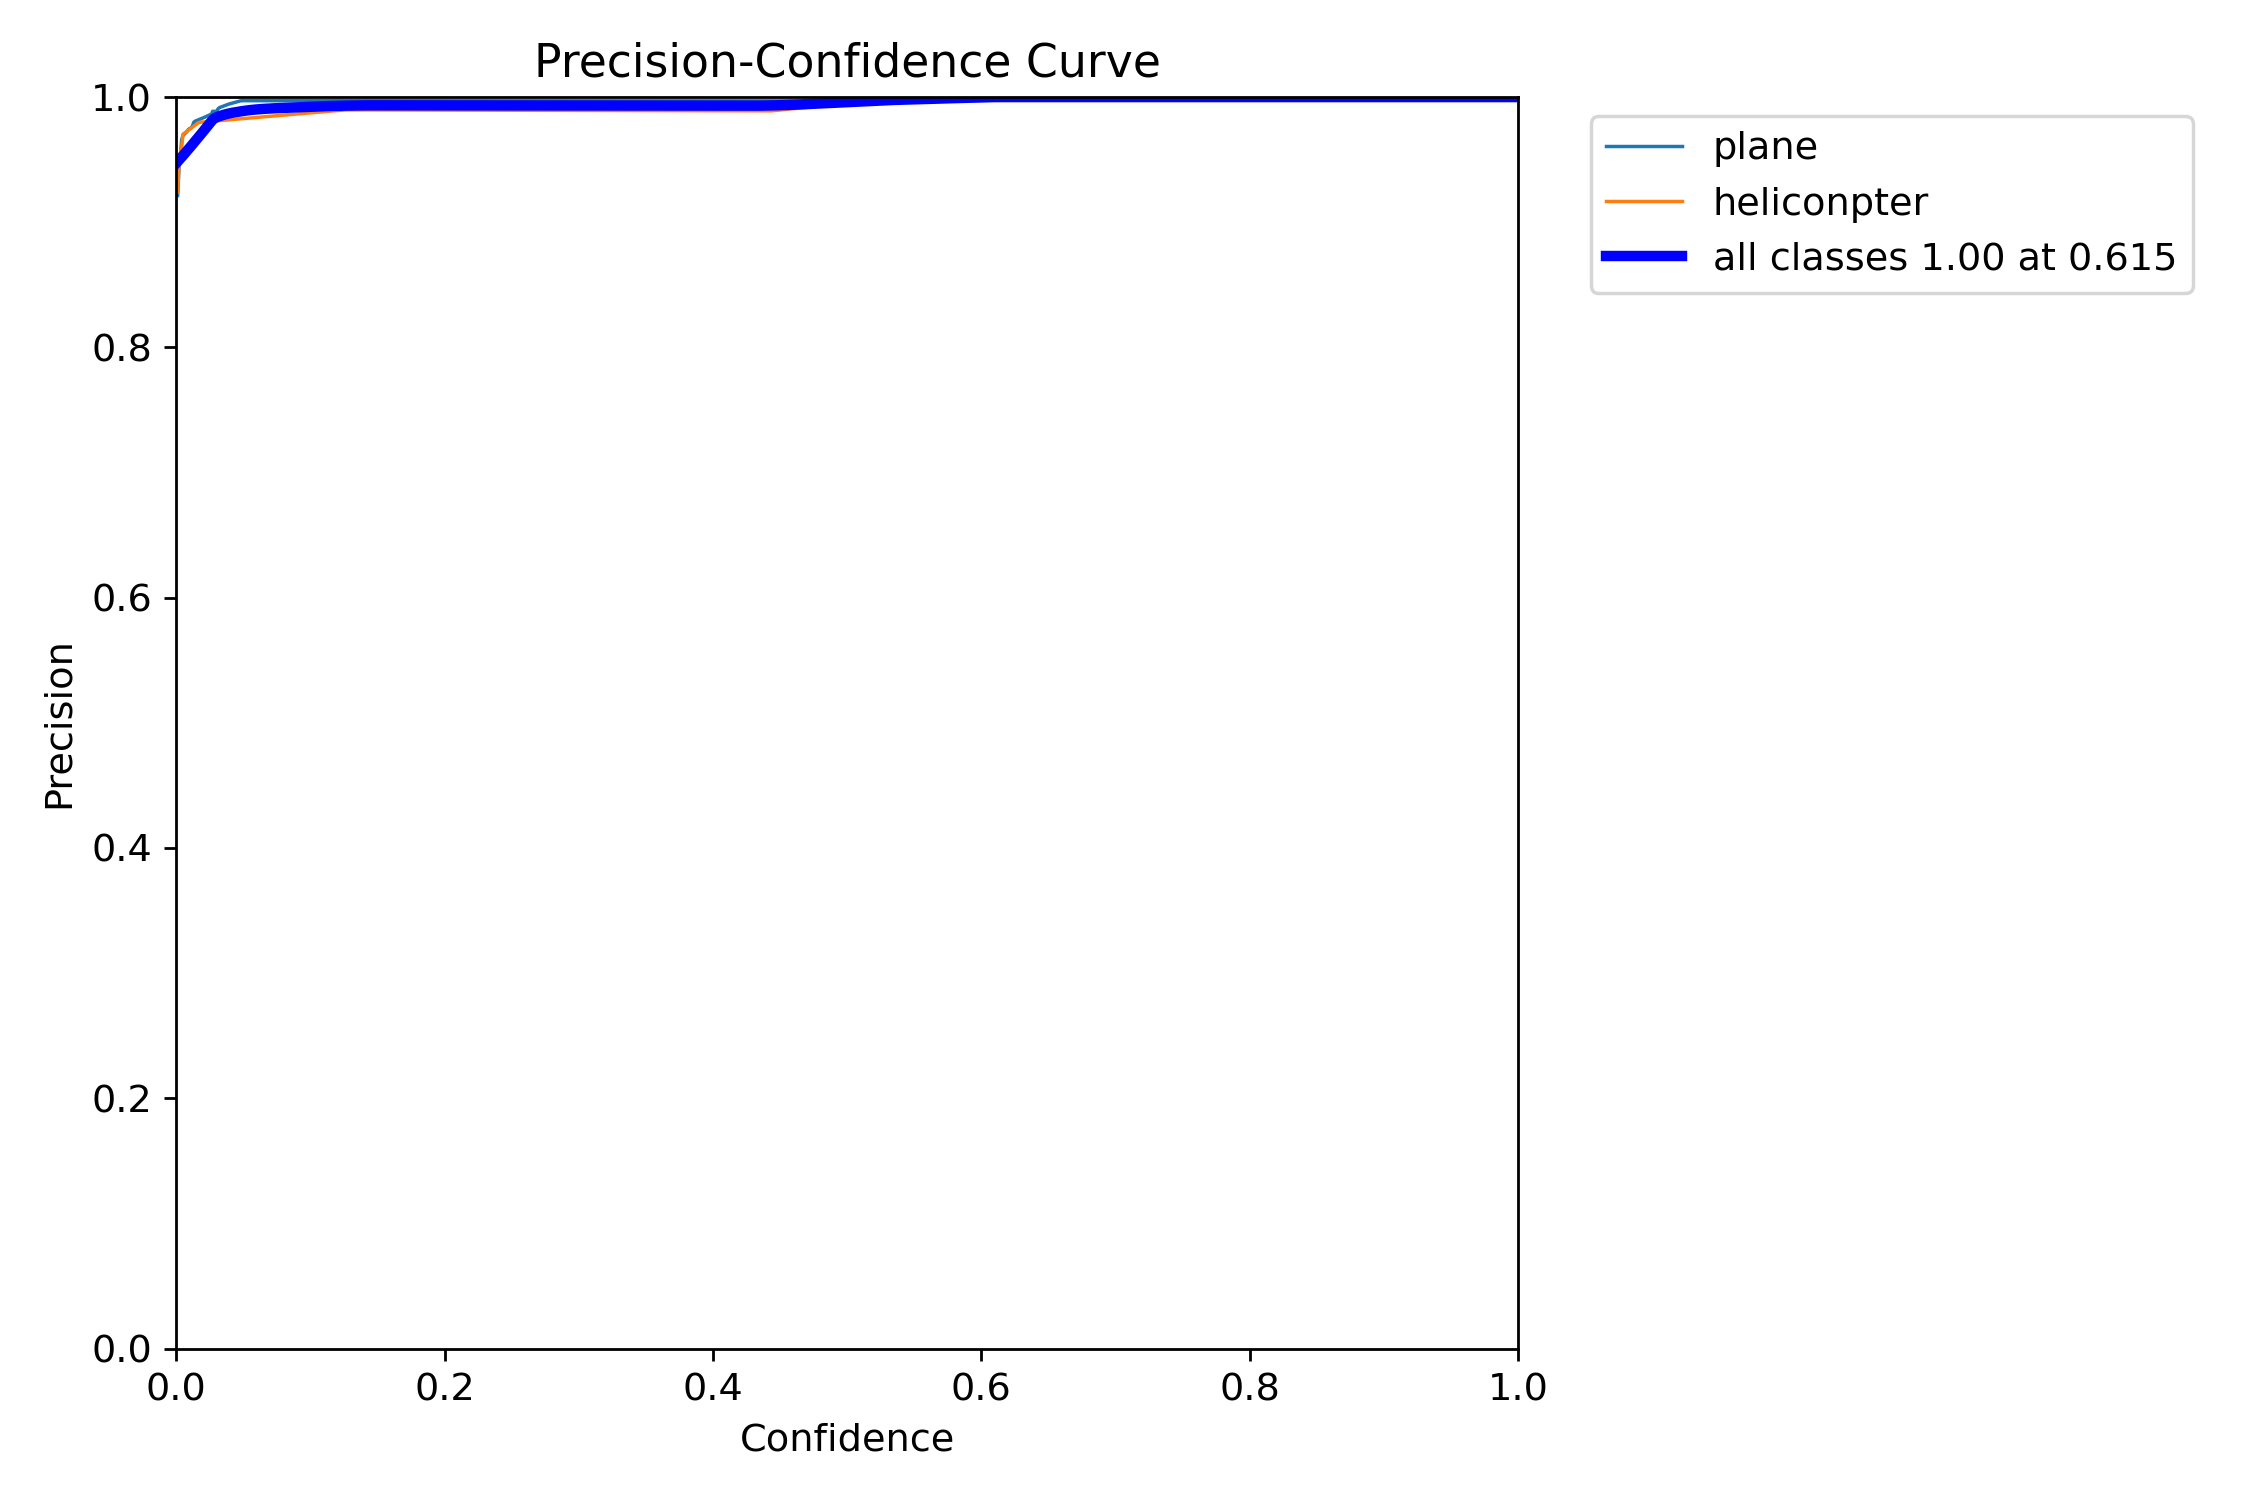 Precision-Confidence Curve
1.0
0.8
0.6
0.4
0.2
0.0
Precision
0.0 0.2 0.4 0.6 0.8 1.0
Confidence
plane
heliconpter
all classes 1.00 at 0.615